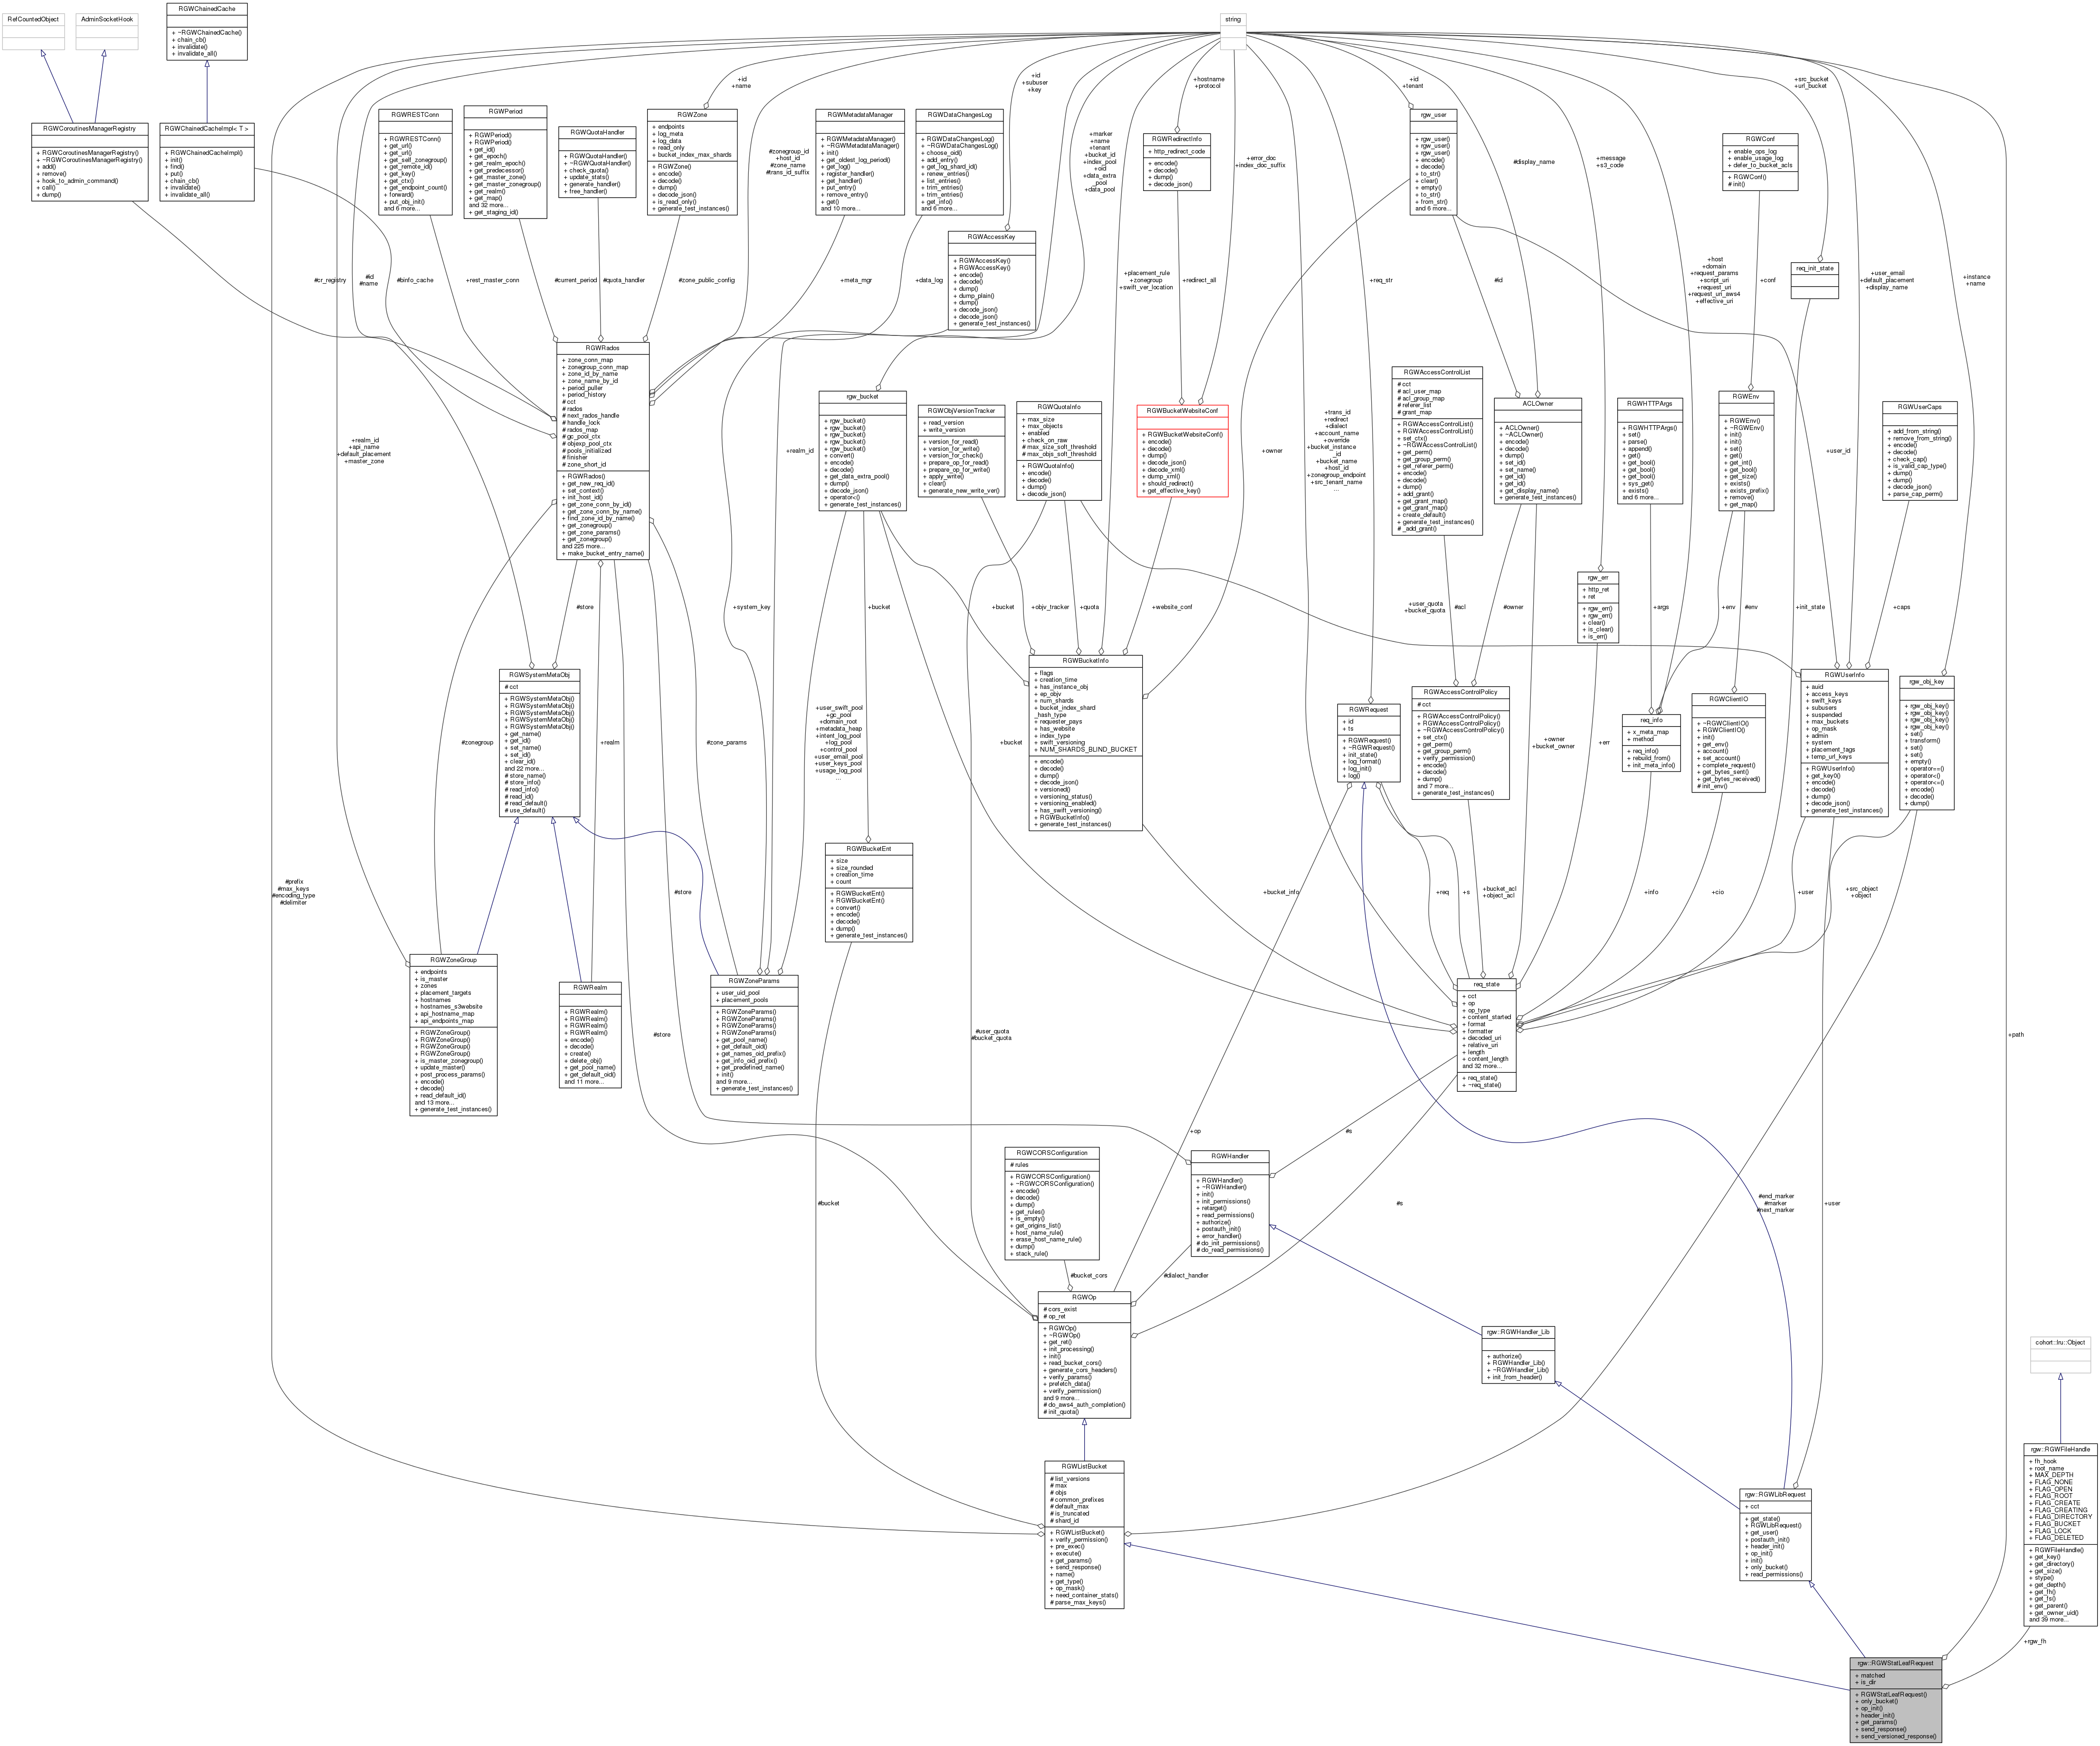 RefCountedObject
AdminSocketHook
RGWChainedCache
+ ~RGWChainedCache()
+ chain_cb()
+ invalidate()
+ invalidate_all()
string
RGWCoroutinesManagerRegistry
+ RGWCoroutinesManagerRegistry()
+ ~RGWCoroutinesManagerRegistry()
+ add()
+ remove()
+ hook_to_admin_command()
+ call()
+ dump()
RGWChainedCacheImpl< T >
+ RGWChainedCacheImpl()
+ init()
+ find()
+ put()
+ chain_cb()
+ invalidate()
+ invalidate_all()
RGWRESTConn
+ RGWRESTConn()
+ get_url()
+ get_url()
+ get_self_zonegroup()
+ get_remote_id()
+ get_key()
+ get_ctx()
+ get_endpoint_count()
+ forward()
+ put_obj_init()
and 6 more...
RGWPeriod
+ RGWPeriod()
+ RGWPeriod()
+ get_id()
+ get_epoch()
+ get_realm_epoch()
+ get_predecessor()
+ get_master_zone()
+ get_master_zonegroup()
+ get_realm()
+ get_map()
and 32 more...
+ get_staging_id()
RGWQuotaHandler
+ RGWQuotaHandler()
+ ~RGWQuotaHandler()
+ check_quota()
+ update_stats()
+ generate_handler()
+ free_handler()
+id
+name
RGWZone
+ endpoints
+ log_meta
+ log_data
+ read_only
+ bucket_index_max_shards
+ RGWZone()
+ encode()
+ decode()
+ dump()
+ decode_json()
+ is_read_only()
+ generate_test_instances()
#zonegroup_id
+host_id
#zone_name
#trans_id_suffix
RGWMetadataManager
+ RGWMetadataManager()
+ ~RGWMetadataManager()
+ init()
+ get_oldest_log_period()
+ get_log()
+ register_handler()
+ get_handler()
+ put_entry()
+ remove_entry()
+ get()
and 10 more...
RGWDataChangesLog
+ RGWDataChangesLog()
+ ~RGWDataChangesLog()
+ choose_oid()
+ add_entry()
+ get_log_shard_id()
+ renew_entries()
+ list_entries()
+ trim_entries()
+ trim_entries()
+ get_info()
and 6 more...
+id
+subuser
+key
RGWAccessKey
+ RGWAccessKey()
+ RGWAccessKey()
+ encode()
+ decode()
+ dump()
+ dump_plain()
+ dump()
+ decode_json()
+ decode_json()
+ generate_test_instances()
+marker
+name
+tenant
+bucket_id
+index_pool
+oid
+data_extra
_pool
+data_pool
+hostname
+protocol
RGWRedirectInfo
+ http_redirect_code
+ encode()
+ decode()
+ dump()
+ decode_json()
+error_doc
+index_doc_suffix
+id
+tenant
rgw_user
+ rgw_user()
+ rgw_user()
+ rgw_user()
+ encode()
+ decode()
+ to_str()
+ clear()
+ empty()
+ to_str()
+ from_str()
and 6 more...
#display_name
+message
+s3_code
+src_bucket
+url_bucket
RGWConf
+ enable_ops_log
+ enable_usage_log
+ defer_to_bucket_acls
+ RGWConf()
# init()
#cr_registry
#id
#name
#binfo_cache
+rest_master_conn
#current_period
#quota_handler
#zone_public_config
+meta_mgr
+data_log
+placement_rule
+zonegroup
+swift_ver_location
+redirect_all
+req_str
#id
+host
+domain
+request_params
+script_uri
+request_uri
+request_uri_aws4
+effective_uri
+conf
req_init_state
+user_email
+default_placement
+display_name
+instance
+name
RGWRados
+ zone_conn_map
+ zonegroup_conn_map
+ zone_id_by_name
+ zone_name_by_id
+ period_puller
+ period_history
# cct
# rados
# next_rados_handle
# handle_lock
# rados_map
# gc_pool_ctx
# objexp_pool_ctx
# pools_initialized
# finisher
# zone_short_id
+ RGWRados()
+ get_new_req_id()
+ set_context()
+ init_host_id()
+ get_zone_conn_by_id()
+ get_zone_conn_by_name()
+ find_zone_id_by_name()
+ get_zonegroup()
+ get_zone_params()
+ get_zonegroup()
and 225 more...
+ make_bucket_entry_name()
+realm_id
+api_name
+default_placement
+master_zone
+realm_id
rgw_bucket
+ rgw_bucket()
+ rgw_bucket()
+ rgw_bucket()
+ rgw_bucket()
+ rgw_bucket()
+ convert()
+ encode()
+ decode()
+ get_data_extra_pool()
+ dump()
+ decode_json()
+ operator<()
+ generate_test_instances()
RGWObjVersionTracker
+ read_version
+ write_version
+ version_for_read()
+ version_for_write()
+ version_for_check()
+ prepare_op_for_read()
+ prepare_op_for_write()
+ apply_write()
+ clear()
+ generate_new_write_ver()
RGWQuotaInfo
+ max_size
+ max_objects
+ enabled
+ check_on_raw
# max_size_soft_threshold
# max_objs_soft_threshold
+ RGWQuotaInfo()
+ encode()
+ decode()
+ dump()
+ decode_json()
RGWBucketWebsiteConf
+ RGWBucketWebsiteConf()
+ encode()
+ decode()
+ dump()
+ decode_json()
+ decode_xml()
+ dump_xml()
+ should_redirect()
+ get_effective_key()
+owner
+trans_id
+redirect
+dialect
+account_name
+override
+bucket_instance
_id
+bucket_name
+host_id
+zonegroup_endpoint
+src_tenant_name
...
RGWAccessControlList
# cct
# acl_user_map
# acl_group_map
# referer_list
# grant_map
+ RGWAccessControlList()
+ RGWAccessControlList()
+ set_ctx()
+ ~RGWAccessControlList()
+ get_perm()
+ get_group_perm()
+ get_referer_perm()
+ encode()
+ decode()
+ dump()
+ add_grant()
+ get_grant_map()
+ get_grant_map()
+ create_default()
+ generate_test_instances()
# _add_grant()
ACLOwner
+ ACLOwner()
+ ~ACLOwner()
+ encode()
+ decode()
+ dump()
+ set_id()
+ set_name()
+ get_id()
+ get_id()
+ get_display_name()
+ generate_test_instances()
RGWHTTPArgs
+ RGWHTTPArgs()
+ set()
+ parse()
+ append()
+ get()
+ get_bool()
+ get_bool()
+ get_bool()
+ sys_get()
+ exists()
and 6 more...
RGWEnv
+ RGWEnv()
+ ~RGWEnv()
+ init()
+ init()
+ set()
+ get()
+ get_int()
+ get_bool()
+ get_size()
+ exists()
+ exists_prefix()
+ remove()
+ get_map()
+user_id
RGWUserCaps
+ add_from_string()
+ remove_from_string()
+ encode()
+ decode()
+ check_cap()
+ is_valid_cap_type()
+ dump()
+ dump()
+ decode_json()
+ parse_cap_perm()
rgw_err
+ http_ret
+ ret
+ rgw_err()
+ rgw_err()
+ clear()
+ is_clear()
+ is_err()
#store
+system_key
+bucket
+bucket
+objv_tracker
+quota
+website_conf
+user_quota
+bucket_quota
#acl
#owner
+args
+env
#env
+init_state
+caps
RGWSystemMetaObj
# cct
+ RGWSystemMetaObj()
+ RGWSystemMetaObj()
+ RGWSystemMetaObj()
+ RGWSystemMetaObj()
+ RGWSystemMetaObj()
+ get_name()
+ get_id()
+ set_name()
+ set_id()
+ clear_id()
and 22 more...
# store_name()
# store_info()
# read_info()
# read_id()
# read_default()
# use_default()
#zonegroup
+realm
#zone_params
+user_swift_pool
+gc_pool
+domain_root
+metadata_heap
+intent_log_pool
+log_pool
+control_pool
+user_email_pool
+user_keys_pool
+usage_log_pool
...
+bucket
RGWBucketInfo
+ flags
+ creation_time
+ has_instance_obj
+ ep_objv
+ num_shards
+ bucket_index_shard
_hash_type
+ requester_pays
+ has_website
+ index_type
+ swift_versioning
+ NUM_SHARDS_BLIND_BUCKET
+ encode()
+ decode()
+ dump()
+ decode_json()
+ versioned()
+ versioning_status()
+ versioning_enabled()
+ has_swift_versioning()
+ RGWBucketInfo()
+ generate_test_instances()
RGWRequest
+ id
+ ts
+ RGWRequest()
+ ~RGWRequest()
+ init_state()
+ log_format()
+ log_init()
+ log()
RGWAccessControlPolicy
# cct
+ RGWAccessControlPolicy()
+ RGWAccessControlPolicy()
+ ~RGWAccessControlPolicy()
+ set_ctx()
+ get_perm()
+ get_group_perm()
+ verify_permission()
+ encode()
+ decode()
+ dump()
and 7 more...
+ generate_test_instances()
+owner
+bucket_owner
+err
req_info
+ x_meta_map
+ method
+ req_info()
+ rebuild_from()
+ init_meta_info()
RGWClientIO
+ ~RGWClientIO()
+ RGWClientIO()
+ init()
+ get_env()
+ account()
+ set_account()
+ complete_request()
+ get_bytes_sent()
+ get_bytes_received()
# init_env()
RGWUserInfo
+ auid
+ access_keys
+ swift_keys
+ subusers
+ suspended
+ max_buckets
+ op_mask
+ admin
+ system
+ placement_tags
+ temp_url_keys
+ RGWUserInfo()
+ get_key0()
+ encode()
+ decode()
+ dump()
+ decode_json()
+ generate_test_instances()
rgw_obj_key
+ rgw_obj_key()
+ rgw_obj_key()
+ rgw_obj_key()
+ rgw_obj_key()
+ set()
+ transform()
+ set()
+ set()
+ empty()
+ operator==()
+ operator<()
+ operator<=()
+ encode()
+ decode()
+ dump()
#prefix
#max_keys
#encoding_type
#delimiter
#store
RGWBucketEnt
+ size
+ size_rounded
+ creation_time
+ count
+ RGWBucketEnt()
+ RGWBucketEnt()
+ convert()
+ encode()
+ decode()
+ dump()
+ generate_test_instances()
+bucket_info
+req
+s
+bucket_acl
+object_acl
+info
+cio
+user
+src_object
+object
RGWZoneGroup
+ endpoints
+ is_master
+ zones
+ placement_targets
+ hostnames
+ hostnames_s3website
+ api_hostname_map
+ api_endpoints_map
+ RGWZoneGroup()
+ RGWZoneGroup()
+ RGWZoneGroup()
+ RGWZoneGroup()
+ is_master_zonegroup()
+ update_master()
+ post_process_params()
+ encode()
+ decode()
+ read_default_id()
and 13 more...
+ generate_test_instances()
RGWRealm
+ RGWRealm()
+ RGWRealm()
+ RGWRealm()
+ RGWRealm()
+ encode()
+ decode()
+ create()
+ delete_obj()
+ get_pool_name()
+ get_default_oid()
and 11 more...
#store
RGWZoneParams
+ user_uid_pool
+ placement_pools
+ RGWZoneParams()
+ RGWZoneParams()
+ RGWZoneParams()
+ RGWZoneParams()
+ get_pool_name()
+ get_default_oid()
+ get_names_oid_prefix()
+ get_info_oid_prefix()
+ get_predefined_name()
+ init()
and 9 more...
+ generate_test_instances()
#user_quota
#bucket_quota
req_state
+ cct
+ op
+ op_type
+ content_started
+ format
+ formatter
+ decoded_uri
+ relative_uri
+ length
+ content_length
and 32 more...
+ req_state()
+ ~req_state()
+path
#bucket
RGWCORSConfiguration
# rules
+ RGWCORSConfiguration()
+ ~RGWCORSConfiguration()
+ encode()
+ decode()
+ dump()
+ get_rules()
+ is_empty()
+ get_origins_list()
+ host_name_rule()
+ erase_host_name_rule()
+ dump()
+ stack_rule()
+op
RGWHandler
+ RGWHandler()
+ ~RGWHandler()
+ init()
+ init_permissions()
+ retarget()
+ read_permissions()
+ authorize()
+ postauth_init()
+ error_handler()
# do_init_permissions()
# do_read_permissions()
#s
#s
#end_marker
#marker
#next_marker
+user
#bucket_cors
#dialect_handler
RGWOp
# cors_exist
# op_ret
+ RGWOp()
+ ~RGWOp()
+ get_ret()
+ init_processing()
+ init()
+ read_bucket_cors()
+ generate_cors_headers()
+ verify_params()
+ prefetch_data()
+ verify_permission()
and 9 more...
# do_aws4_auth_completion()
# init_quota()
rgw::RGWHandler_Lib
+ authorize()
+ RGWHandler_Lib()
+ ~RGWHandler_Lib()
+ init_from_header()
cohort::lru::Object
RGWListBucket
# list_versions
# max
# objs
# common_prefixes
# default_max
# is_truncated
# shard_id
+ RGWListBucket()
+ verify_permission()
+ pre_exec()
+ execute()
+ get_params()
+ send_response()
+ name()
+ get_type()
+ op_mask()
+ need_container_stats()
# parse_max_keys()
rgw::RGWLibRequest
+ cct
+ get_state()
+ RGWLibRequest()
+ get_user()
+ postauth_init()
+ header_init()
+ op_init()
+ init()
+ only_bucket()
+ read_permissions()
rgw::RGWFileHandle
+ fh_hook
+ root_name
+ MAX_DEPTH
+ FLAG_NONE
+ FLAG_OPEN
+ FLAG_ROOT
+ FLAG_CREATE
+ FLAG_CREATING
+ FLAG_DIRECTORY
+ FLAG_BUCKET
+ FLAG_LOCK
+ FLAG_DELETED
+ RGWFileHandle()
+ get_key()
+ get_directory()
+ get_size()
+ stype()
+ get_depth()
+ get_fh()
+ get_fs()
+ get_parent()
+ get_owner_uid()
and 39 more...
+rgw_fh
rgw::RGWStatLeafRequest
+ matched
+ is_dir
+ RGWStatLeafRequest()
+ only_bucket()
+ op_init()
+ header_init()
+ get_params()
+ send_response()
+ send_versioned_response()